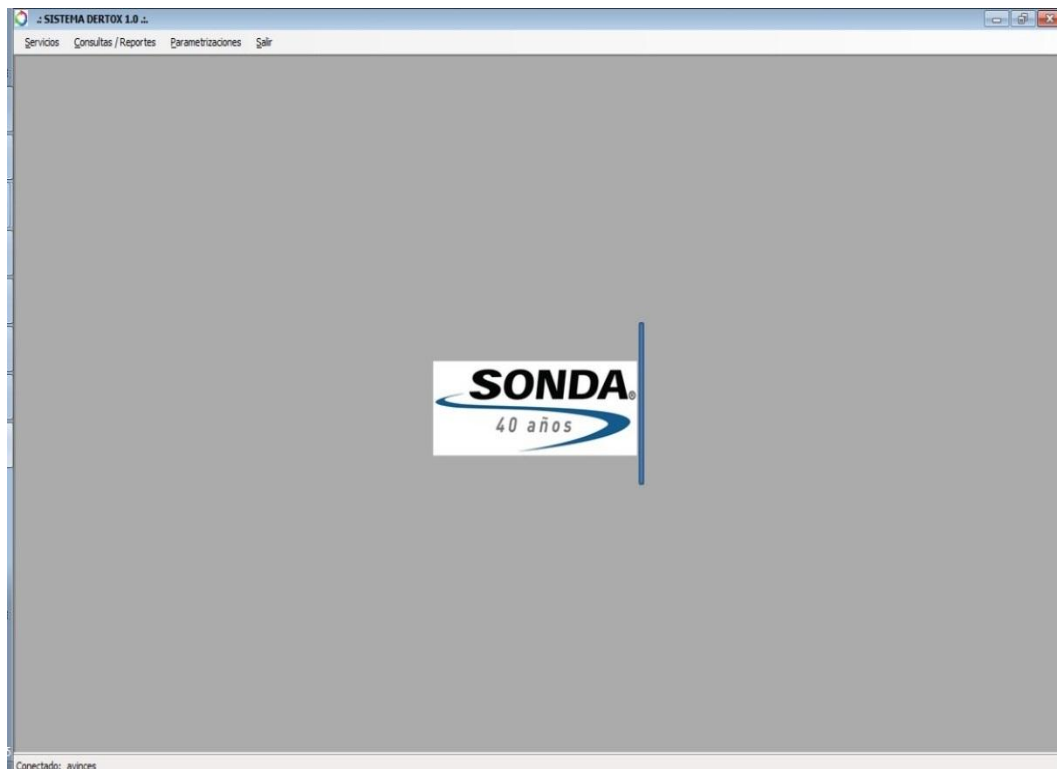 .: SISTEMA DERTOX 1.0 :.
Servicios Consultas / Reportes Parametrizaciones Salir
SONDA®
40 años
Conectado: avinces